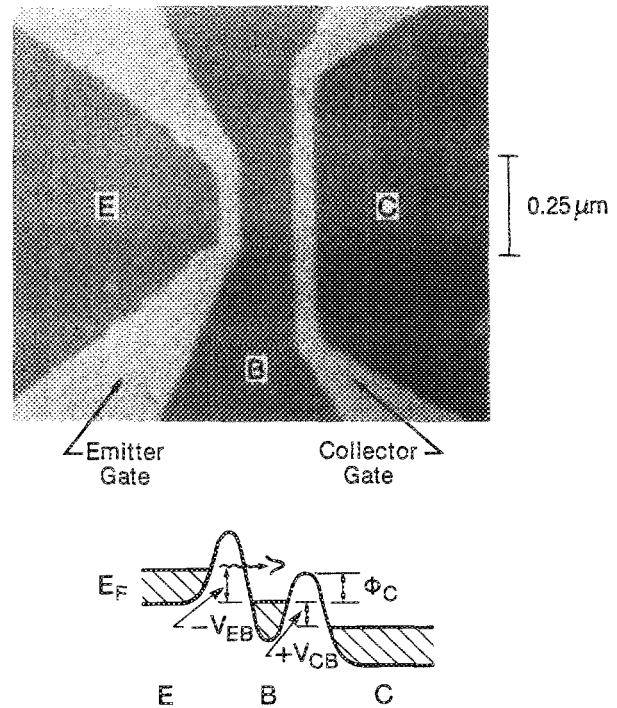 E
C
0.25 μm
B
Emitter
Gate
Collector
Gate
E_F
Φ_C
-V_EB
+V_CB
E B C